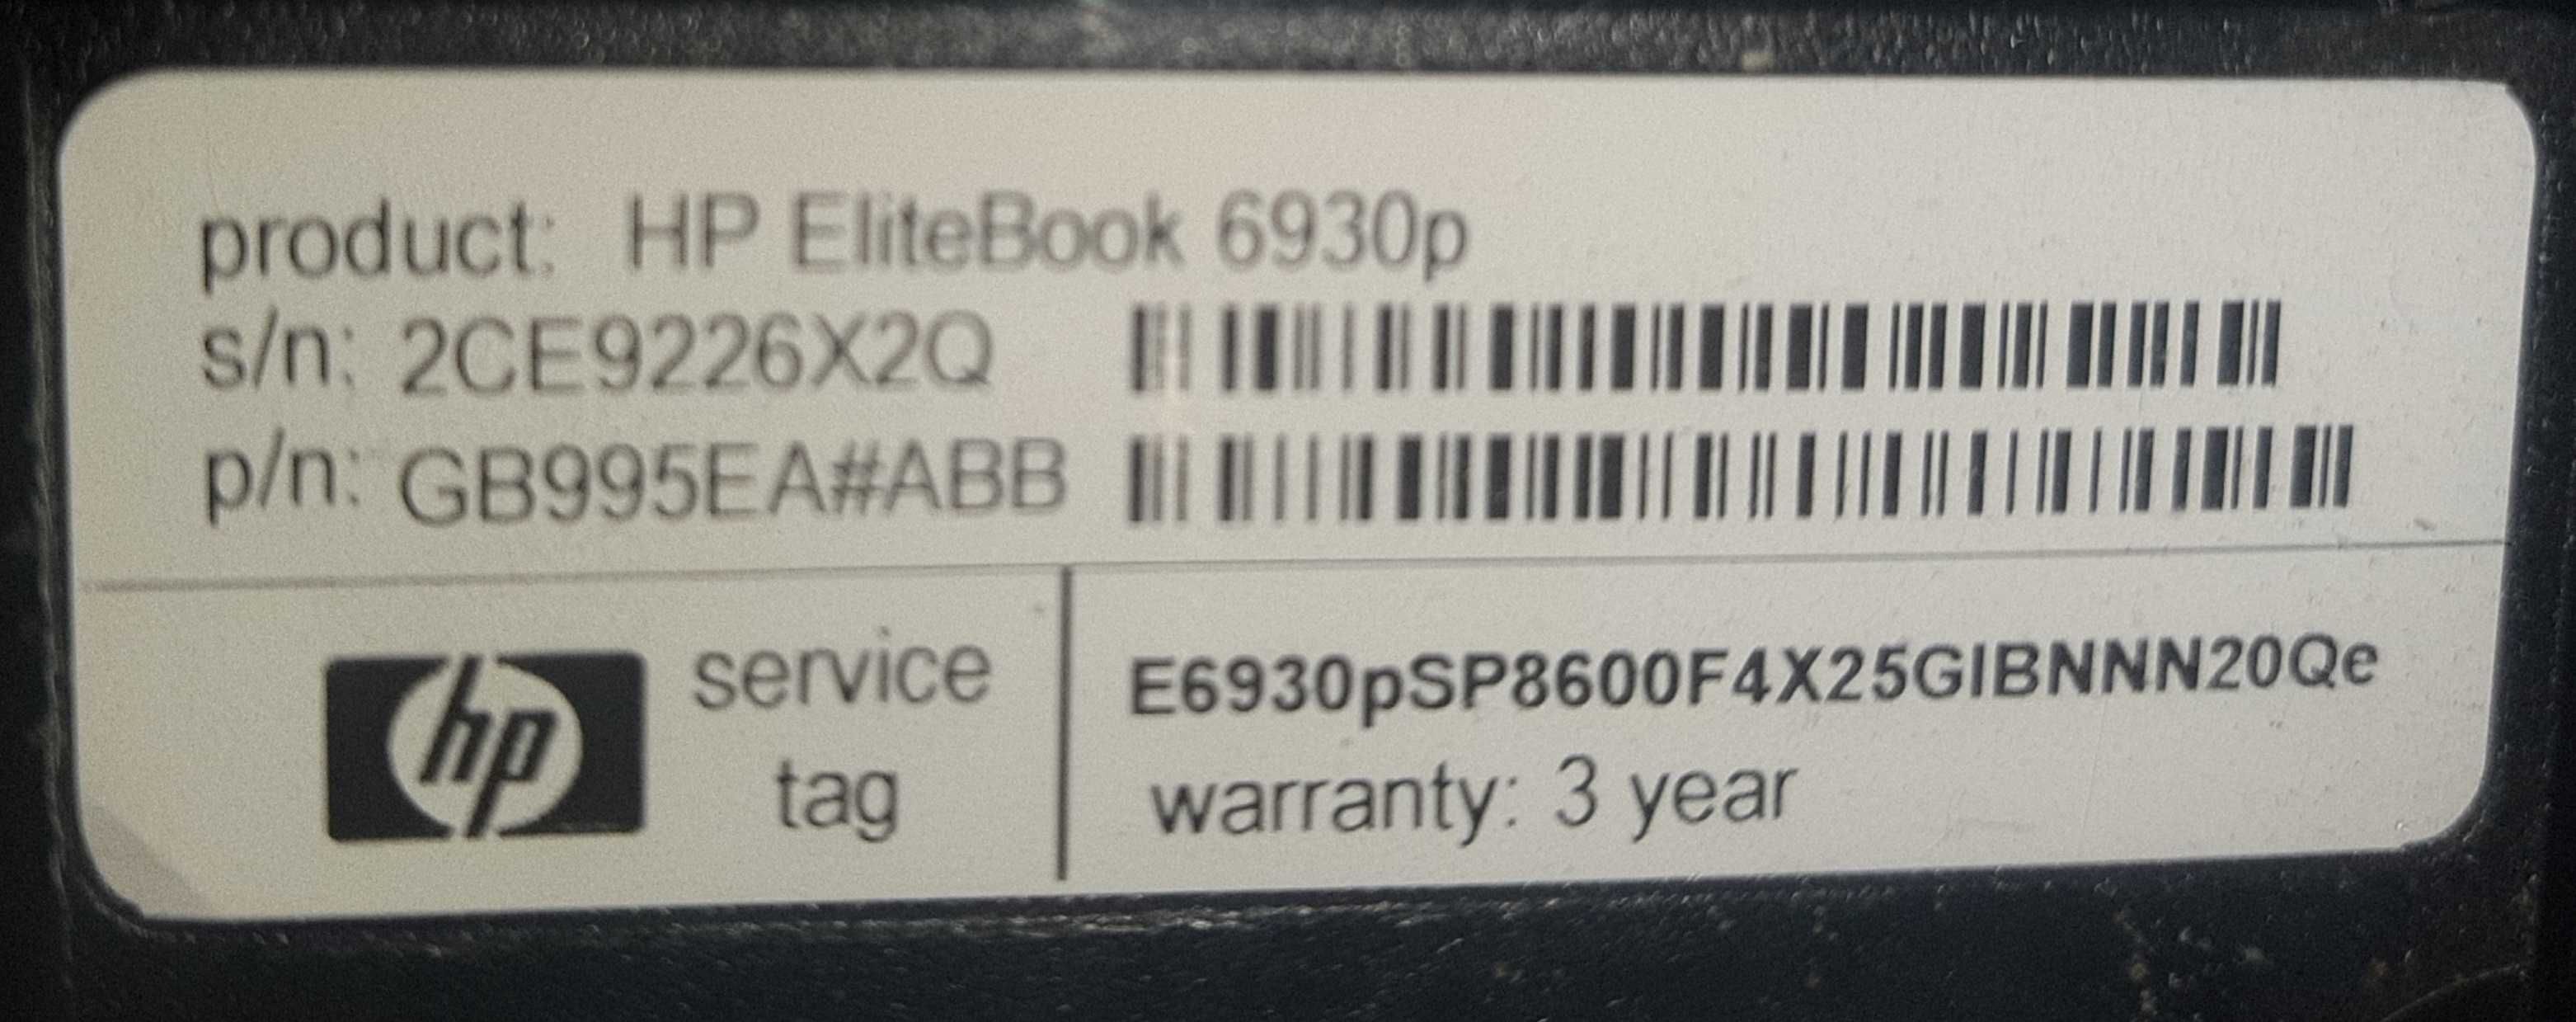 product: HP EliteBook 6930p
s/n: 2CE9226X2Q
p/n: GB995EA#ABB
hp
service
tag
E6930pSP8600F4X25GIBNNN20Qe
warranty: 3 year